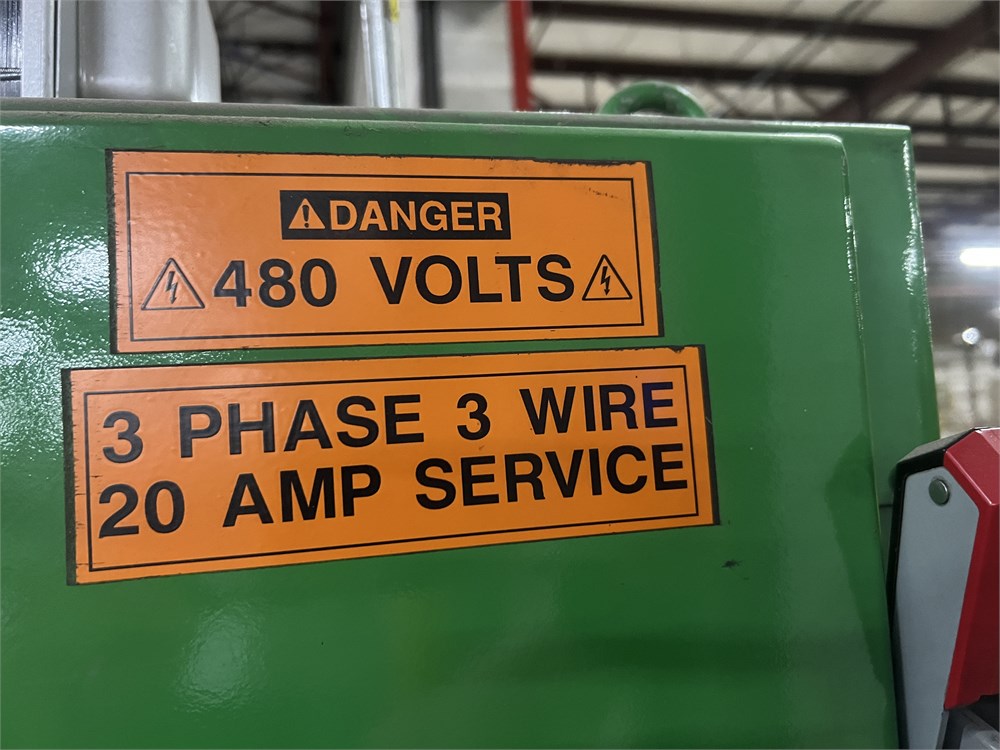 DANGER
480 VOLTS
3 PHASE 3 WIRE
20 AMP SERVICE